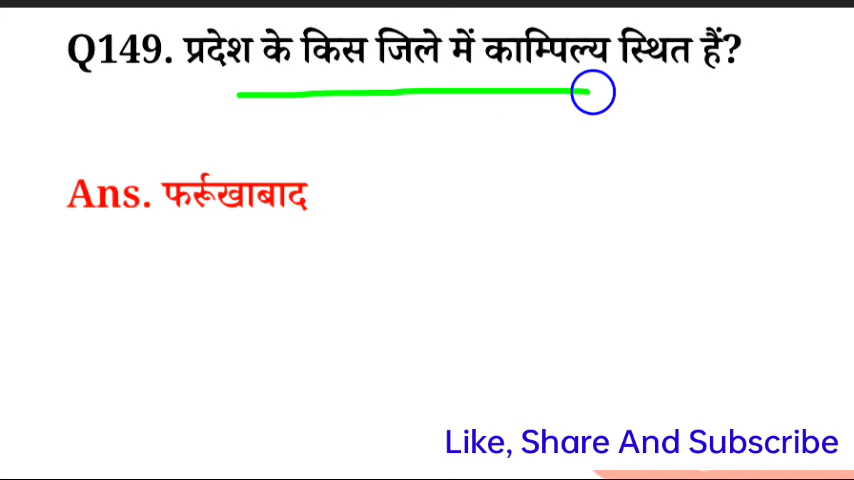 Q149. प्रदेश के किस जिले में काम्पिल्य स्थित हैं?
Ans. फर्रूखाबाद
Like, Share And Subscribe